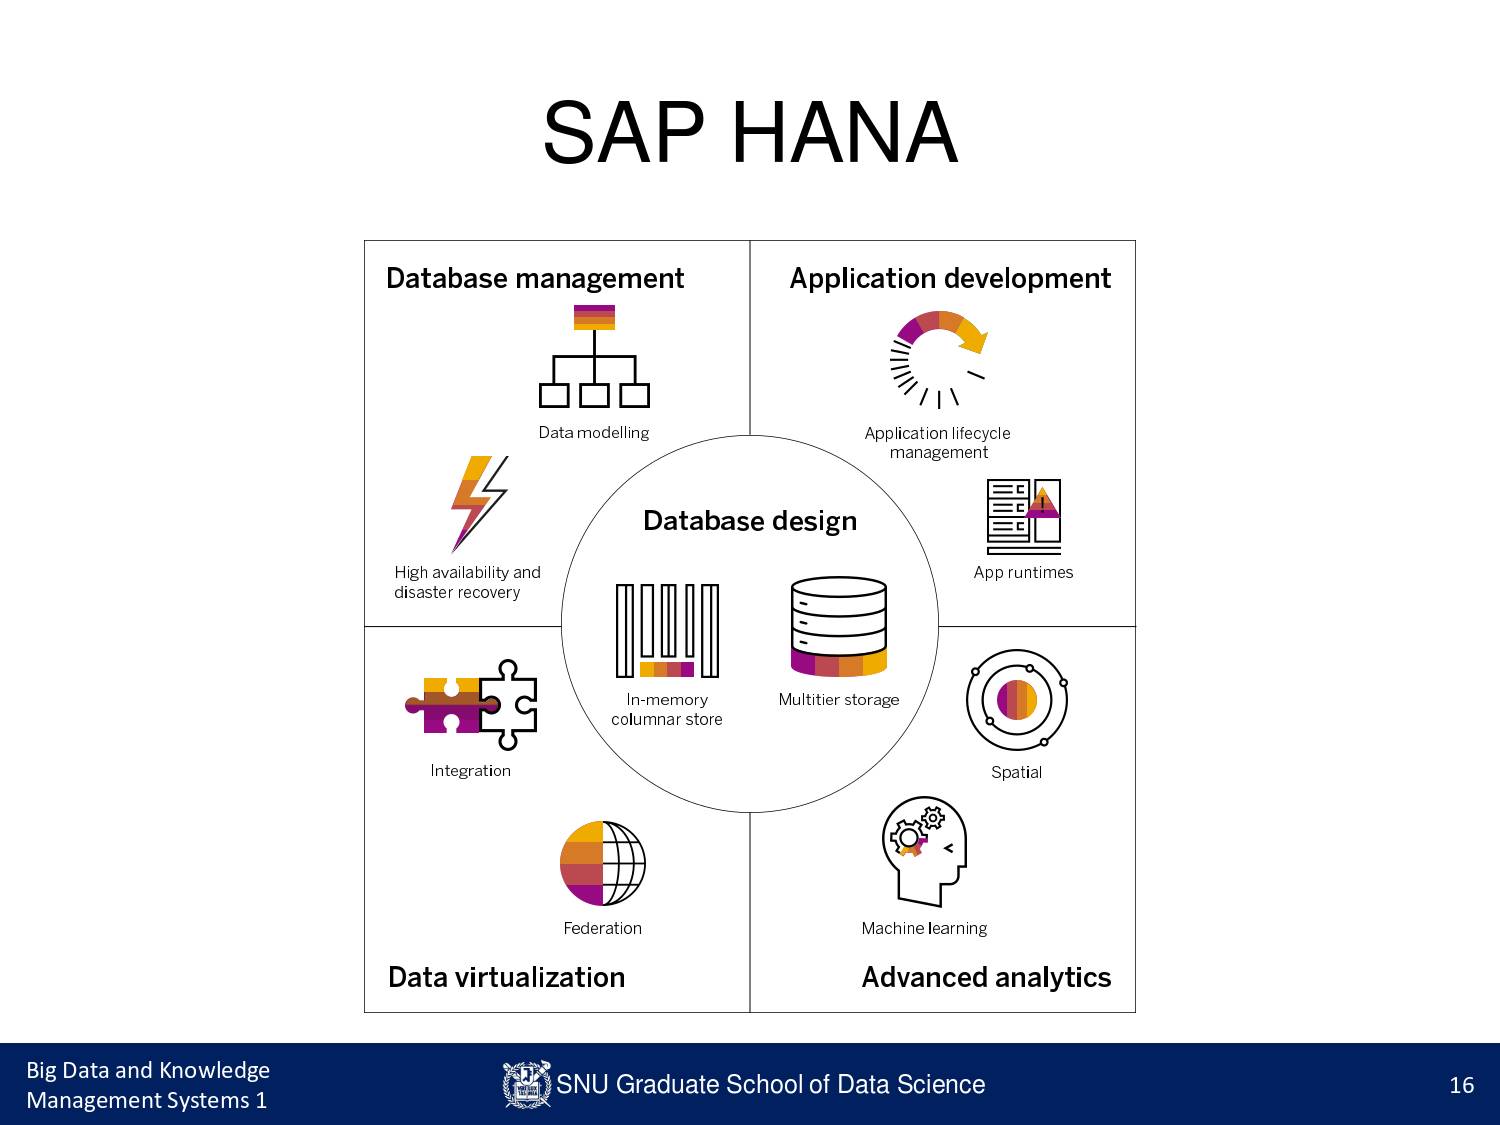 SAP HANA
Database management
Data modelling
High availability and
disaster recovery
Application development
Application lifecycle
management
App runtimes
Database design
In-memory
columnar store
Multitier storage
Integration
Federation
Data virtualization
Spatial
Machine learning
Advanced analytics
Big Data and Knowledge
Management Systems 1
SNU Graduate School of Data Science
16